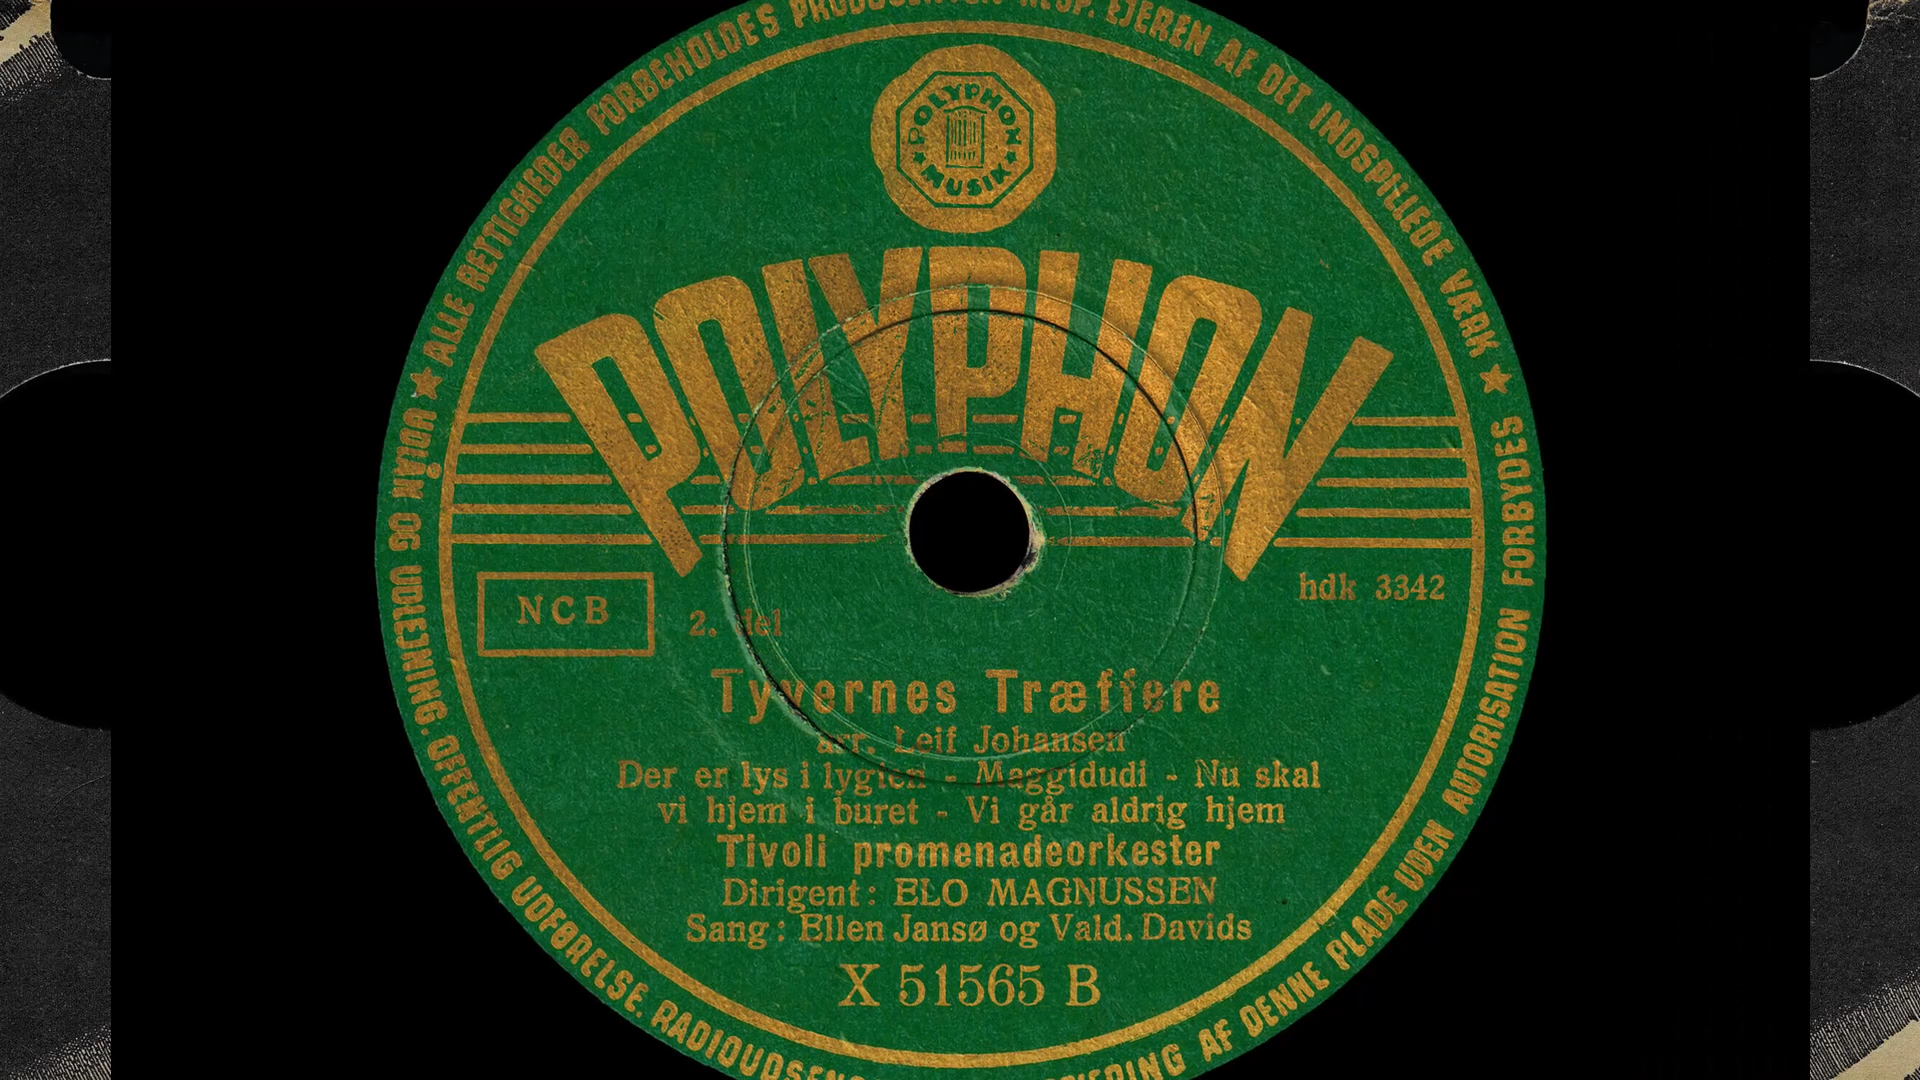 ★ ALLE RETTIGHEDER FORBEHOLDES PRODUCENTEN RESP. EJEREN AF DET INDSPILLEDE VÆRK ★
UDLÅN OG UDLEJNING, OFFENTLIG UDFØRELSE, RADIOUDSENDELSE AF DENNE PLADE UDEN AUTORISATION FORBYDES
POLYPHON
★ MUSIK ★
POLYPHON
NCB
hdk 3342
2. del
Tyvernes Træffere
arr. Leif Johansen
Der er lys i lygten - Maggidudi - Nu skal
vi hjem i buret - Vi går aldrig hjem
Tivoli promenadeorkester
Dirigent: ELO MAGNUSSEN
Sang: Ellen Jansø og Vald. Davids
X 51565 B